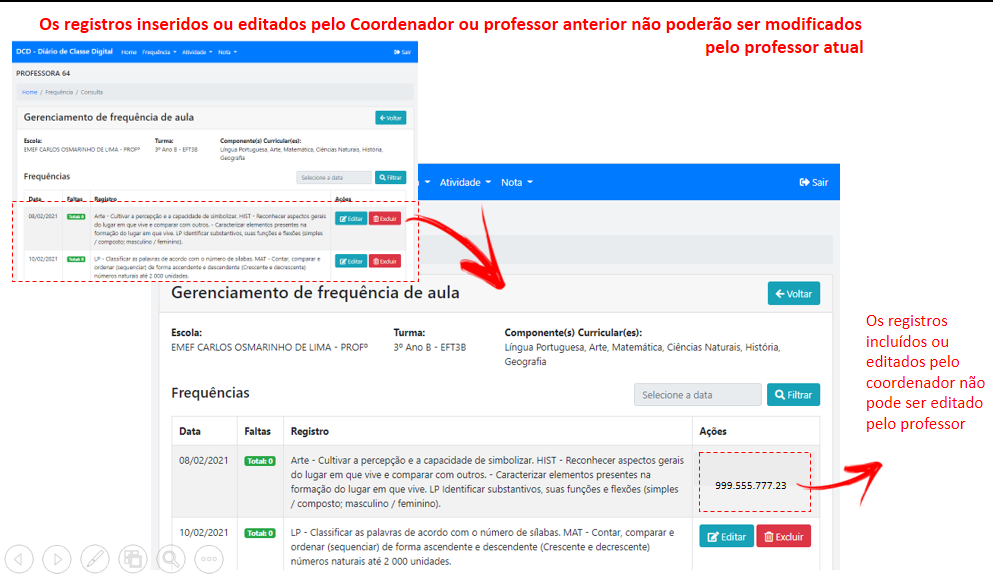 Os registros inseridos ou editados pelo Coordenador ou professor anterior não poderão ser modificados
pelo professor atual
DCD - Diário de Classe Digital Home Frequência Atividade Nota Sair
PROFESSORA 64
Home / Frequência / Consulta
Gerenciamento de frequência de aula
Voltar
Escola: Turma: Componente(s) Curricular(es):
EMEF CARLOS OSMARINHO DE LIMA - PROFº 3º Ano B - EFT3B Língua Portuguesa, Arte, Matemática, Ciências Naturais, História,
Geografia
Frequências Selecione a data Filtrar
Data Faltas Registro Ações
08/02/2021 Total: 0 Arte - Cultivar a percepção e a capacidade de simbolizar. HIST - Reconhecer aspectos gerais
do lugar em que vive e comparar com outros. - Caracterizar elementos presentes na
formação do lugar em que vive. LP Identificar substantivos, suas funções e flexões (simples
/ composto; masculino / feminino).
Editar Excluir
10/02/2021 Total: 0 LP - Classificar as palavras de acordo com o número de sílabas. MAT - Contar, comparar e
ordenar (sequenciar) de forma ascendente e descendente (Crescente e decrescente)
números naturais até 2 000 unidades.
Editar Excluir
Atividade Nota Sair
Gerenciamento de frequência de aula
Voltar
Escola: Turma: Componente(s) Curricular(es):
EMEF CARLOS OSMARINHO DE LIMA - PROFº 3º Ano B - EFT3B Língua Portuguesa, Arte, Matemática, Ciências Naturais, História,
Geografia
Frequências Selecione a data Filtrar
Data Faltas Registro Ações
08/02/2021 Total: 0 Arte - Cultivar a percepção e a capacidade de simbolizar. HIST - Reconhecer aspectos gerais
do lugar em que vive e comparar com outros. - Caracterizar elementos presentes na
formação do lugar em que vive. LP Identificar substantivos, suas funções e flexões (simples
/ composto; masculino / feminino).
999.555.777.23
10/02/2021 Total: 0 LP - Classificar as palavras de acordo com o número de sílabas. MAT - Contar, comparar e
ordenar (sequenciar) de forma ascendente e descendente (Crescente e decrescente)
números naturais até 2 000 unidades.
Editar Excluir
Os registros
incluídos ou
editados pelo
coordenador não
pode ser editado
pelo professor